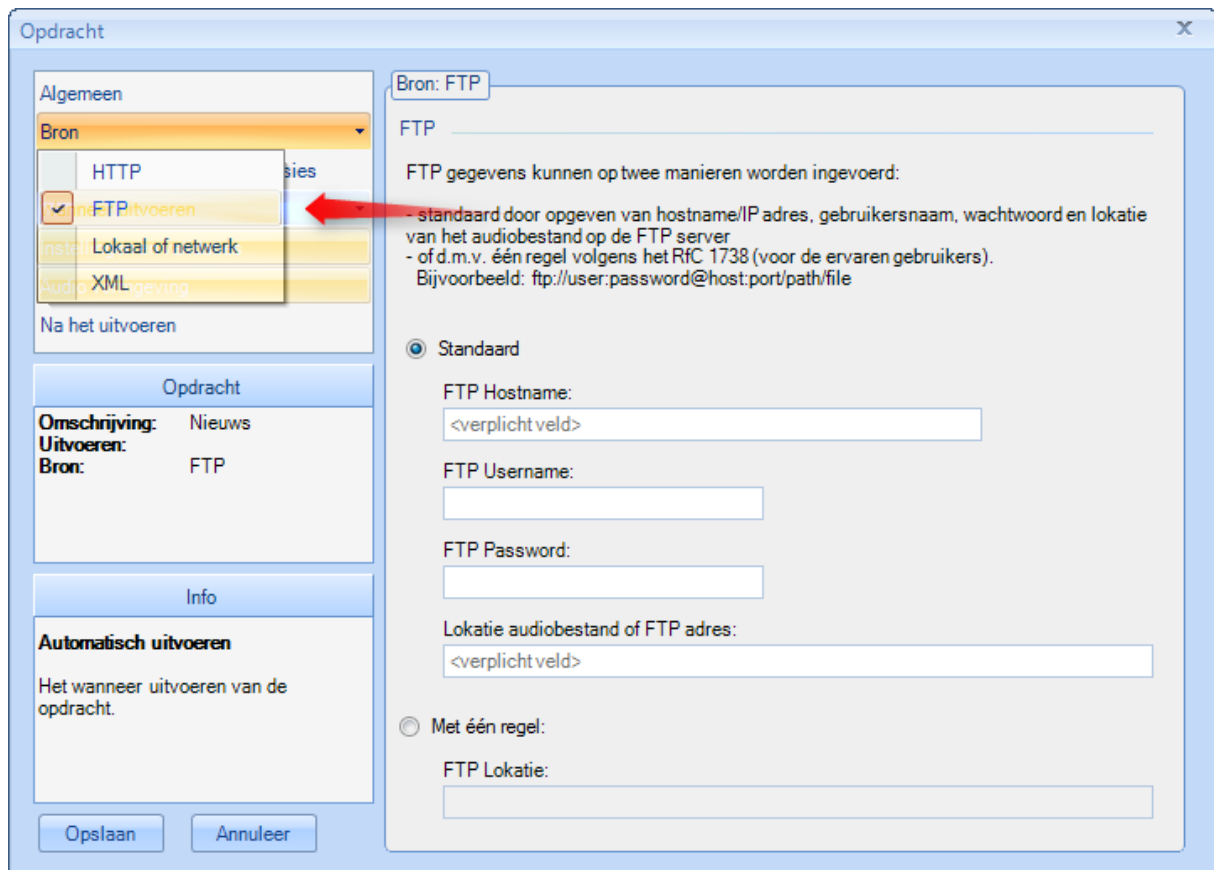 Opdracht
x
Algemeen
Bron
HTTP
sies
FTP
Lokaal of netwerk
XML
Na het uitvoeren
Opdracht
Omschrijving: Nieuws
Uitvoeren:
Bron: FTP
Info
Automatisch uitvoeren
Het wanneer uitvoeren van de
opdracht.
Opslaan
Annuleer
Bron: FTP
FTP
FTP gegevens kunnen op twee manieren worden ingevoerd:
- standaard door opgeven van hostname/IP adres, gebruikersnaam, wachtwoord en lokatie
van het audiobestand op de FTP server
- of d.m.v. één regel volgens het RfC 1738 (voor de ervaren gebruikers).
Bijvoorbeeld: ftp://user:password@host:port/path/file
Standaard
FTP Hostname:
<verplicht veld>
FTP Username:
FTP Password:
Lokatie audiobestand of FTP adres:
<verplicht veld>
Met één regel:
FTP Lokatie: